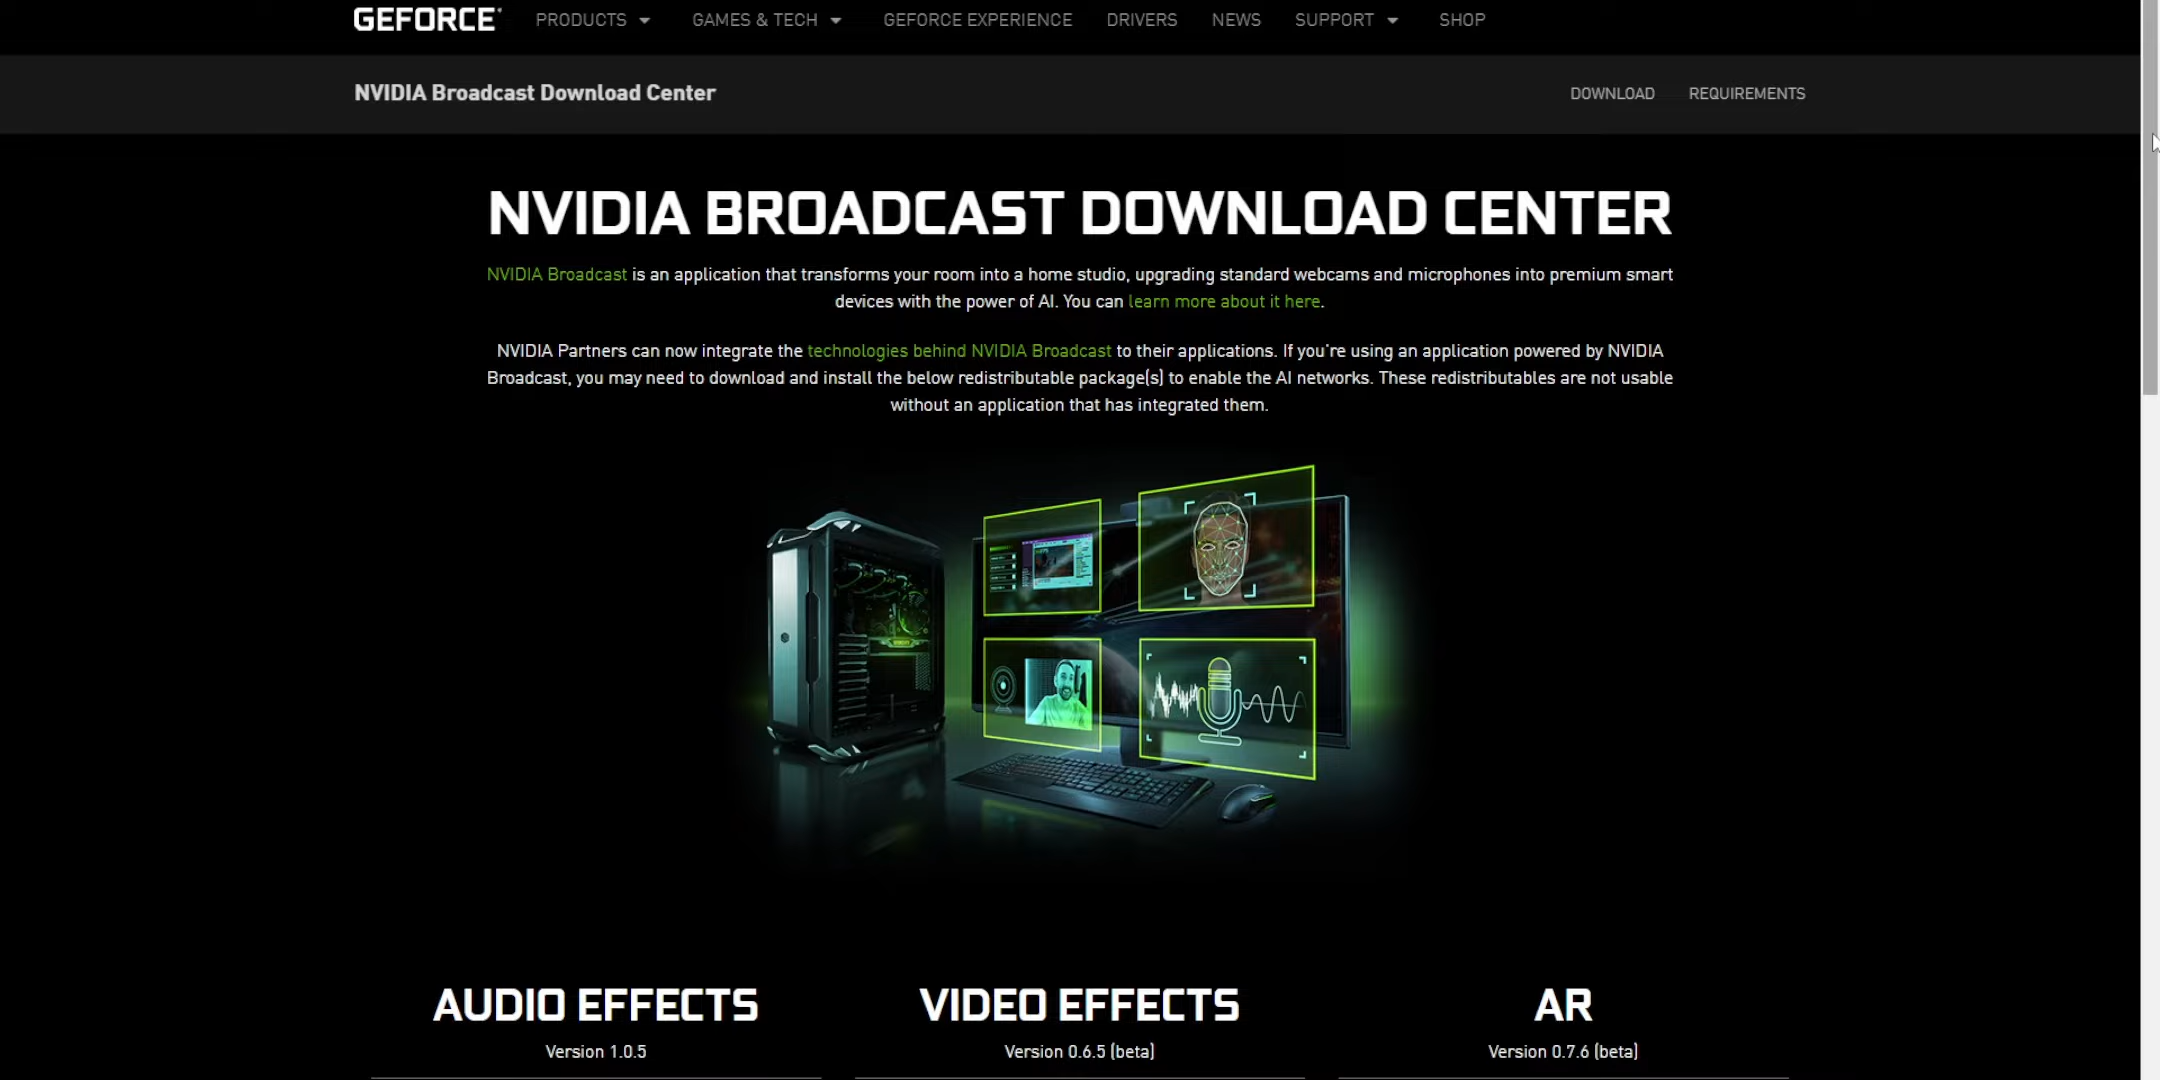 GEFORCE
PRODUCTS
GAMES & TECH
GEFORCE EXPERIENCE
DRIVERS
NEWS
SUPPORT
SHOP
NVIDIA Broadcast Download Center
DOWNLOAD
REQUIREMENTS
NVIDIA BROADCAST DOWNLOAD CENTER
NVIDIA Broadcast is an application that transforms your room into a home studio, upgrading standard webcams and microphones into premium smart
devices with the power of AI. You can learn more about it here.
NVIDIA Partners can now integrate the technologies behind NVIDIA Broadcast to their applications. If you're using an application powered by NVIDIA
Broadcast, you may need to download and install the below redistributable package(s) to enable the AI networks. These redistributables are not usable
without an application that has integrated them.
AUDIO EFFECTS
Version 1.0.5
VIDEO EFFECTS
Version 0.6.5 (beta)
AR
Version 0.7.6 (beta)